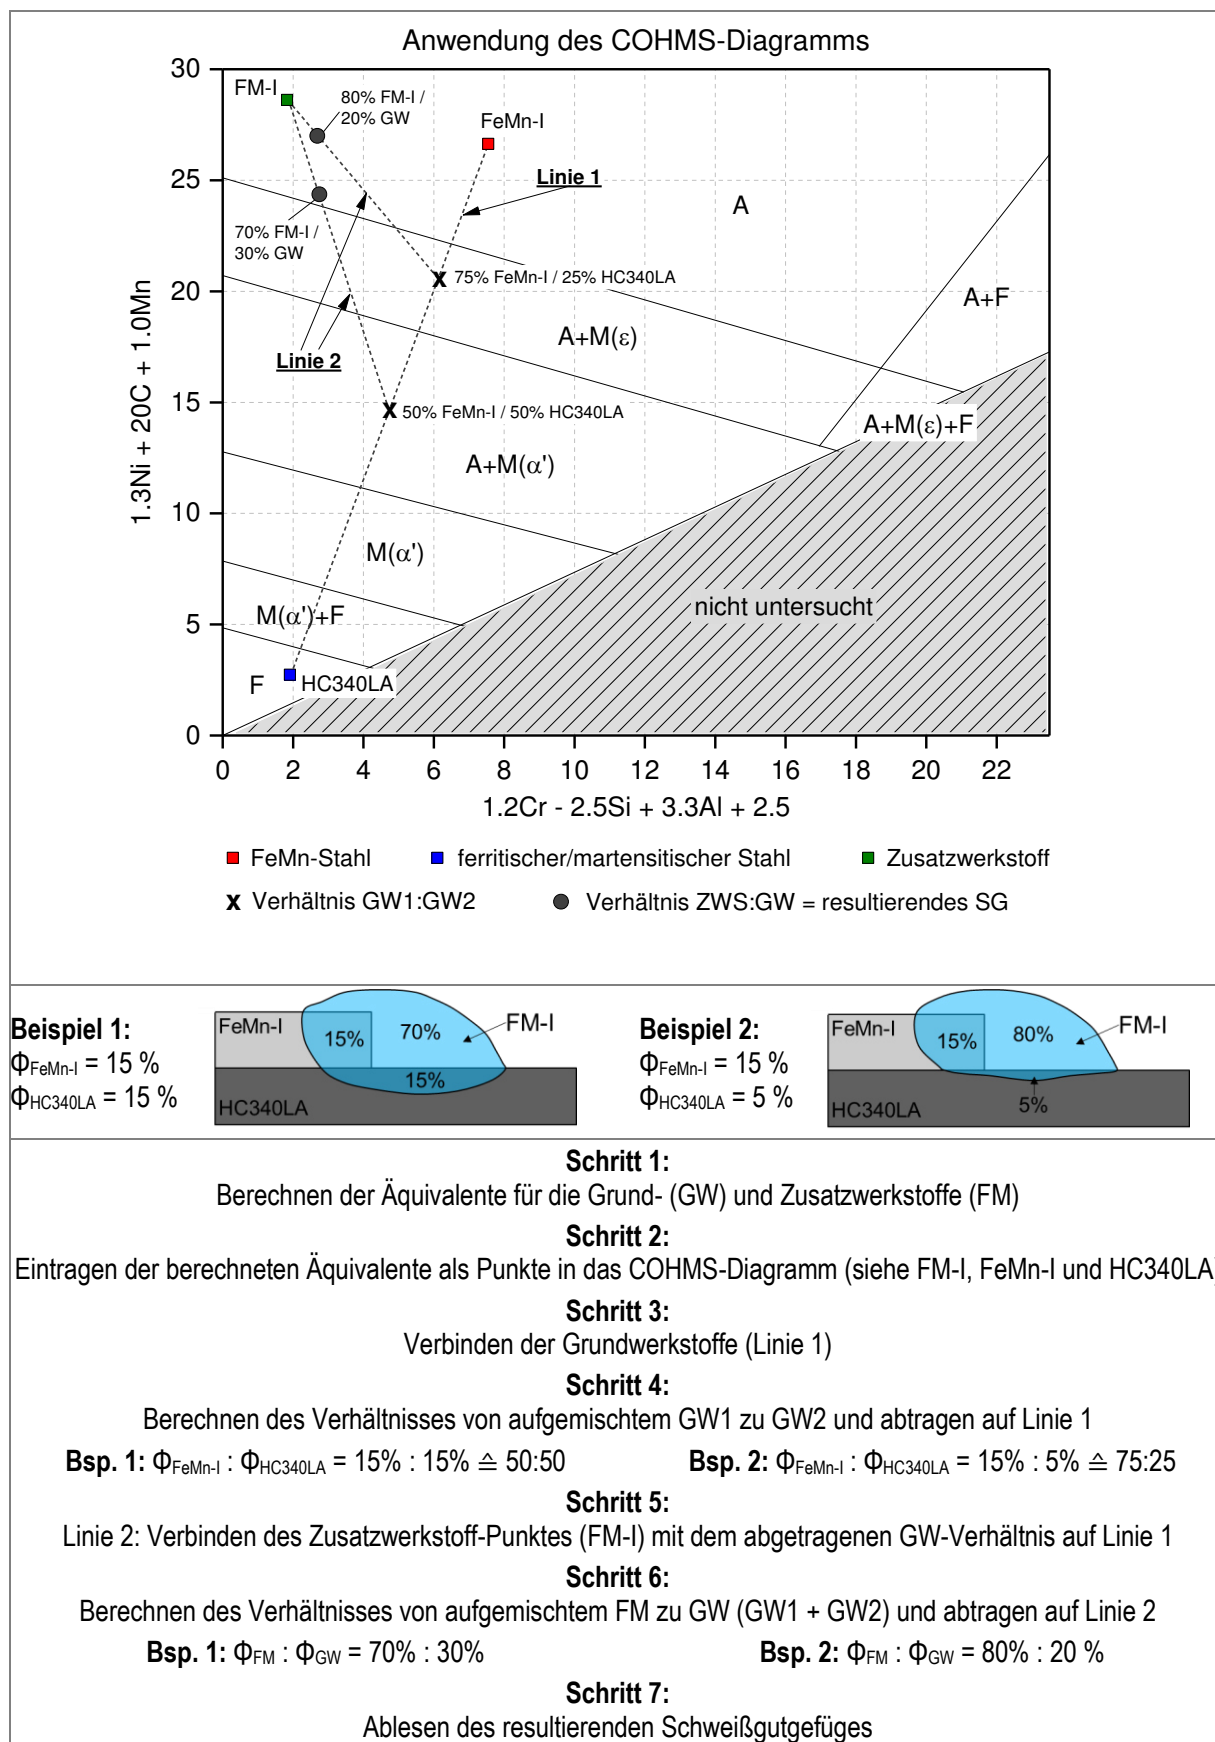 Anwendung des COHMS-Diagramms
30
25
20
15
10
5
0
1.3Ni + 20C + 1.0Mn
FM-I
80% FM-I /
20% GW
FeMn-I
Linie 1
A
70% FM-I /
30% GW
75% FeMn-I / 25% HC340LA
A+F
A+M(ε)
Linie 2
50% FeMn-I / 50% HC340LA
A+M(ε)+F
A+M(α')
M(α')
nicht untersucht
M(α')+F
F
HC340LA
0 2 4 6 8 10 12 14 16 18 20 22
1.2Cr - 2.5Si + 3.3Al + 2.5
FeMn-Stahl ferritischer/martensitischer Stahl Zusatzwerkstoff
x Verhältnis GW1:GW2 Verhältnis ZWS:GW = resultierendes SG
Beispiel 1:
ΦFeMn-I = 15 %
ΦHC340LA = 15 %
FeMn-I
15%
70%
FM-I
15%
HC340LA
Beispiel 2:
ΦFeMn-I = 15 %
ΦHC340LA = 5 %
FeMn-I
15%
80%
FM-I
HC340LA
5%
Schritt 1:
Berechnen der Äquivalente für die Grund- (GW) und Zusatzwerkstoffe (FM)
Schritt 2:
Eintragen der berechneten Äquivalente als Punkte in das COHMS-Diagramm (siehe FM-I, FeMn-I und HC340LA)
Schritt 3:
Verbinden der Grundwerkstoffe (Linie 1)
Schritt 4:
Berechnen des Verhältnisses von aufgemischtem GW1 zu GW2 und abtragen auf Linie 1
Bsp. 1: ΦFeMn-I : ΦHC340LA = 15% : 15% ≙ 50:50 Bsp. 2: ΦFeMn-I : ΦHC340LA = 15% : 5% ≙ 75:25
Schritt 5:
Linie 2: Verbinden des Zusatzwerkstoff-Punktes (FM-I) mit dem abgetragenen GW-Verhältnis auf Linie 1
Schritt 6:
Berechnen des Verhältnisses von aufgemischtem FM zu GW (GW1 + GW2) und abtragen auf Linie 2
Bsp. 1: ΦFM : ΦGW = 70% : 30% Bsp. 2: ΦFM : ΦGW = 80% : 20 %
Schritt 7:
Ablesen des resultierenden Schweißgutgefüges